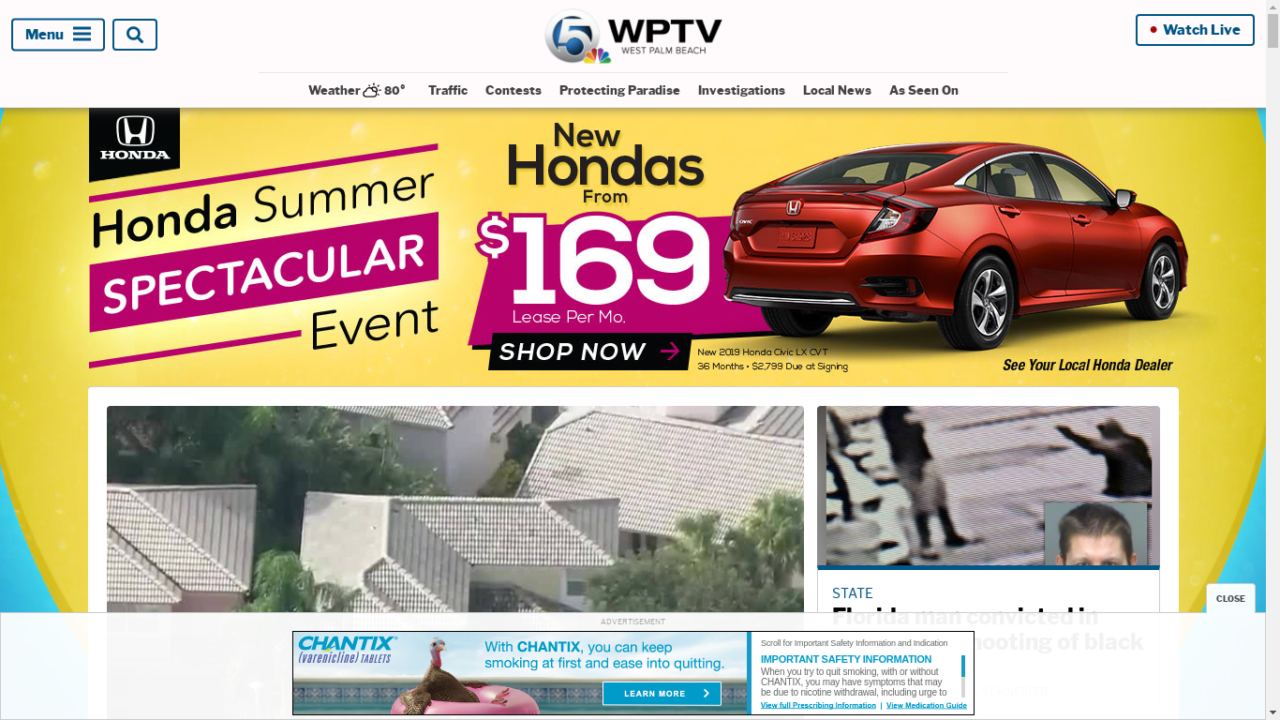 Menu
5 WPTV
WEST PALM BEACH
Watch Live
Weather 80° Traffic Contests Protecting Paradise Investigations Local News As Seen On
HONDA
Honda Summer
SPECTACULAR
Event
New
Hondas
From
$169
Lease Per Mo.
SHOP NOW
New 2019 Honda Civic LX CVT
36 Months • $2,799 Due at Signing
See Your Local Honda Dealer
STATE
Florida man convicted in
shooting of black
CLOSE
ADVERTISEMENT
CHANTIX®
(varenicline) TABLETS
With CHANTIX, you can keep
smoking at first and ease into quitting.
LEARN MORE
Scroll for Important Safety Information and Indication
IMPORTANT SAFETY INFORMATION
When you try to quit smoking, with or without
CHANTIX, you may have symptoms that may
be due to nicotine withdrawal, including urge to
View full Prescribing Information | View Medication Guide